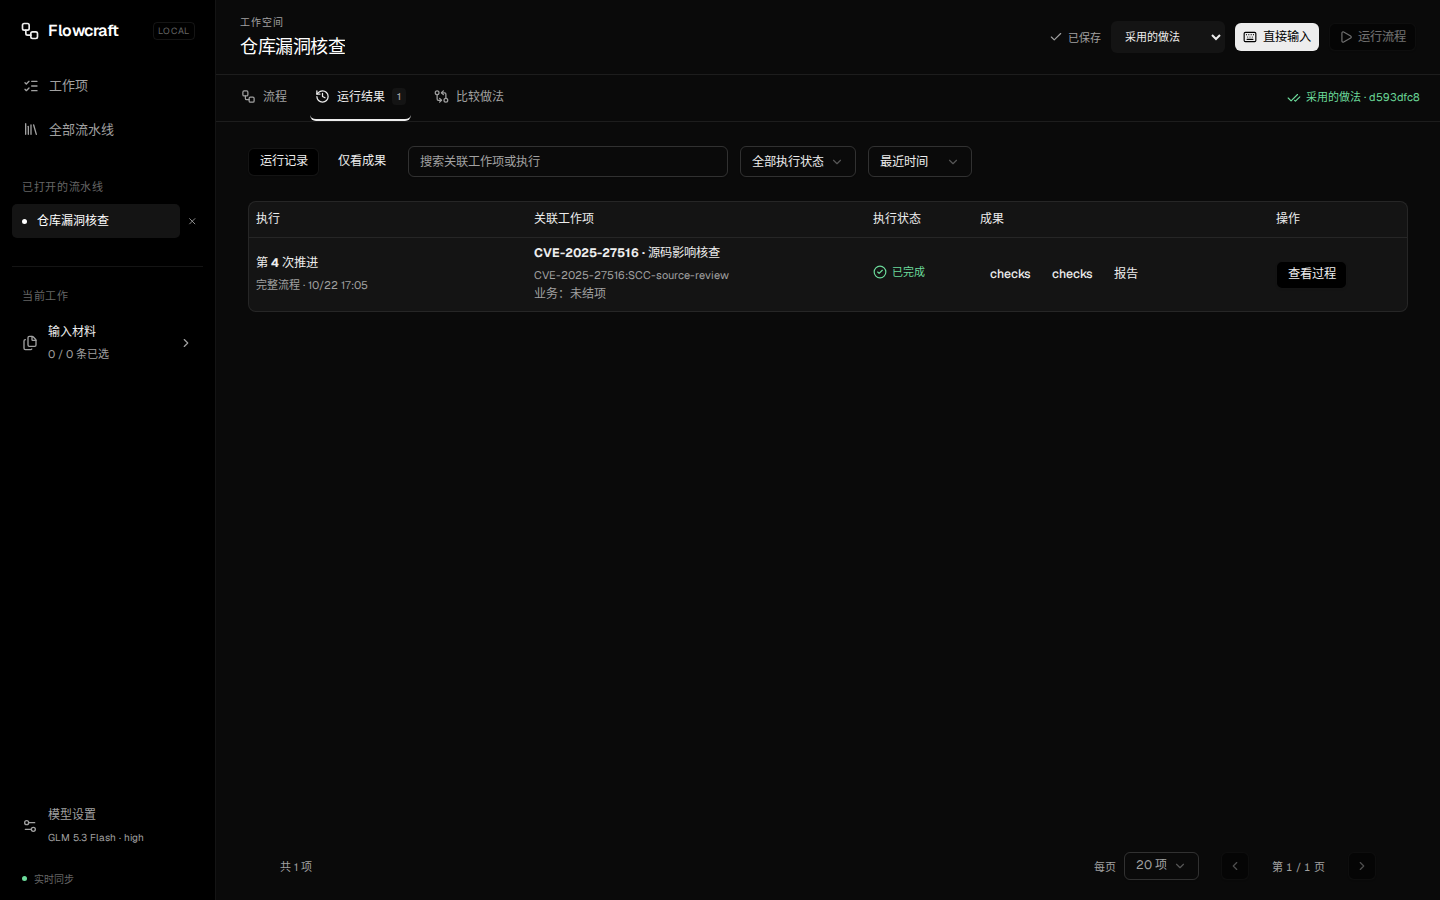 Flowcraft
LOCAL
工作项
全部流水线
已打开的流水线
仓库漏洞核查
当前工作
输入材料
0 / 0 条已选
模型设置
GLM 5.3 Flash · high
实时同步
工作空间
仓库漏洞核查
已保存
采用的做法
直接输入
运行流程
流程
运行结果 1
比较做法
采用的做法 · d593dfc8
运行记录
仅看成果
搜索关联工作项或执行
全部执行状态
最近时间
执行 关联工作项 执行状态 成果 操作
第 4 次推进
完整流程 · 10/22 17:05
CVE-2025-27516 · 源码影响核查
CVE-2025-27516:SCC-source-review
业务：未结项
已完成
checks checks 报告
查看过程
共 1 项
每页 20 项
第 1 / 1 页